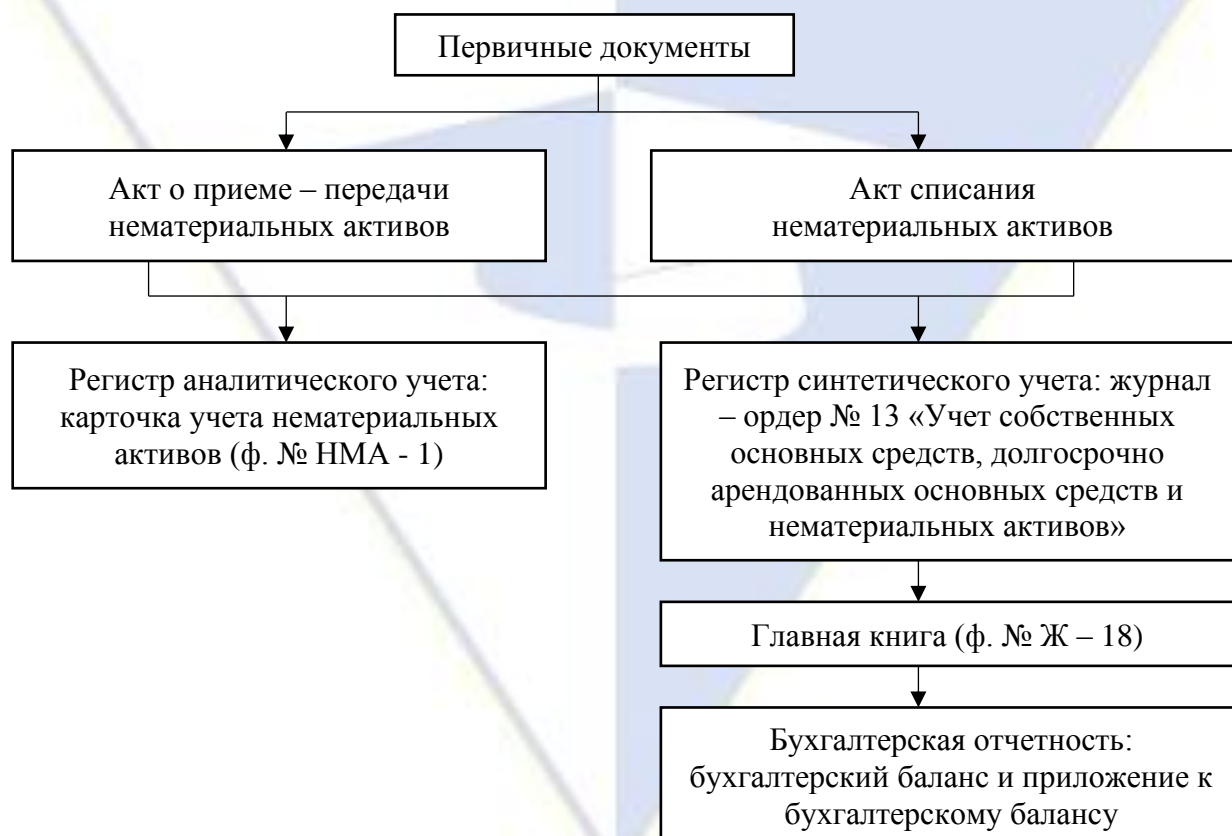 Первичные документы
Акт о приеме – передачи
нематериальных активов
Акт списания
нематериальных активов
Регистр аналитического учета:
карточка учета нематериальных
активов (ф. № НМА - 1)
Регистр синтетического учета: журнал
– ордер № 13 «Учет собственных
основных средств, долгосрочно
арендованных основных средств и
нематериальных активов»
Главная книга (ф. № Ж – 18)
Бухгалтерская отчетность:
бухгалтерский баланс и приложение к
бухгалтерскому балансу